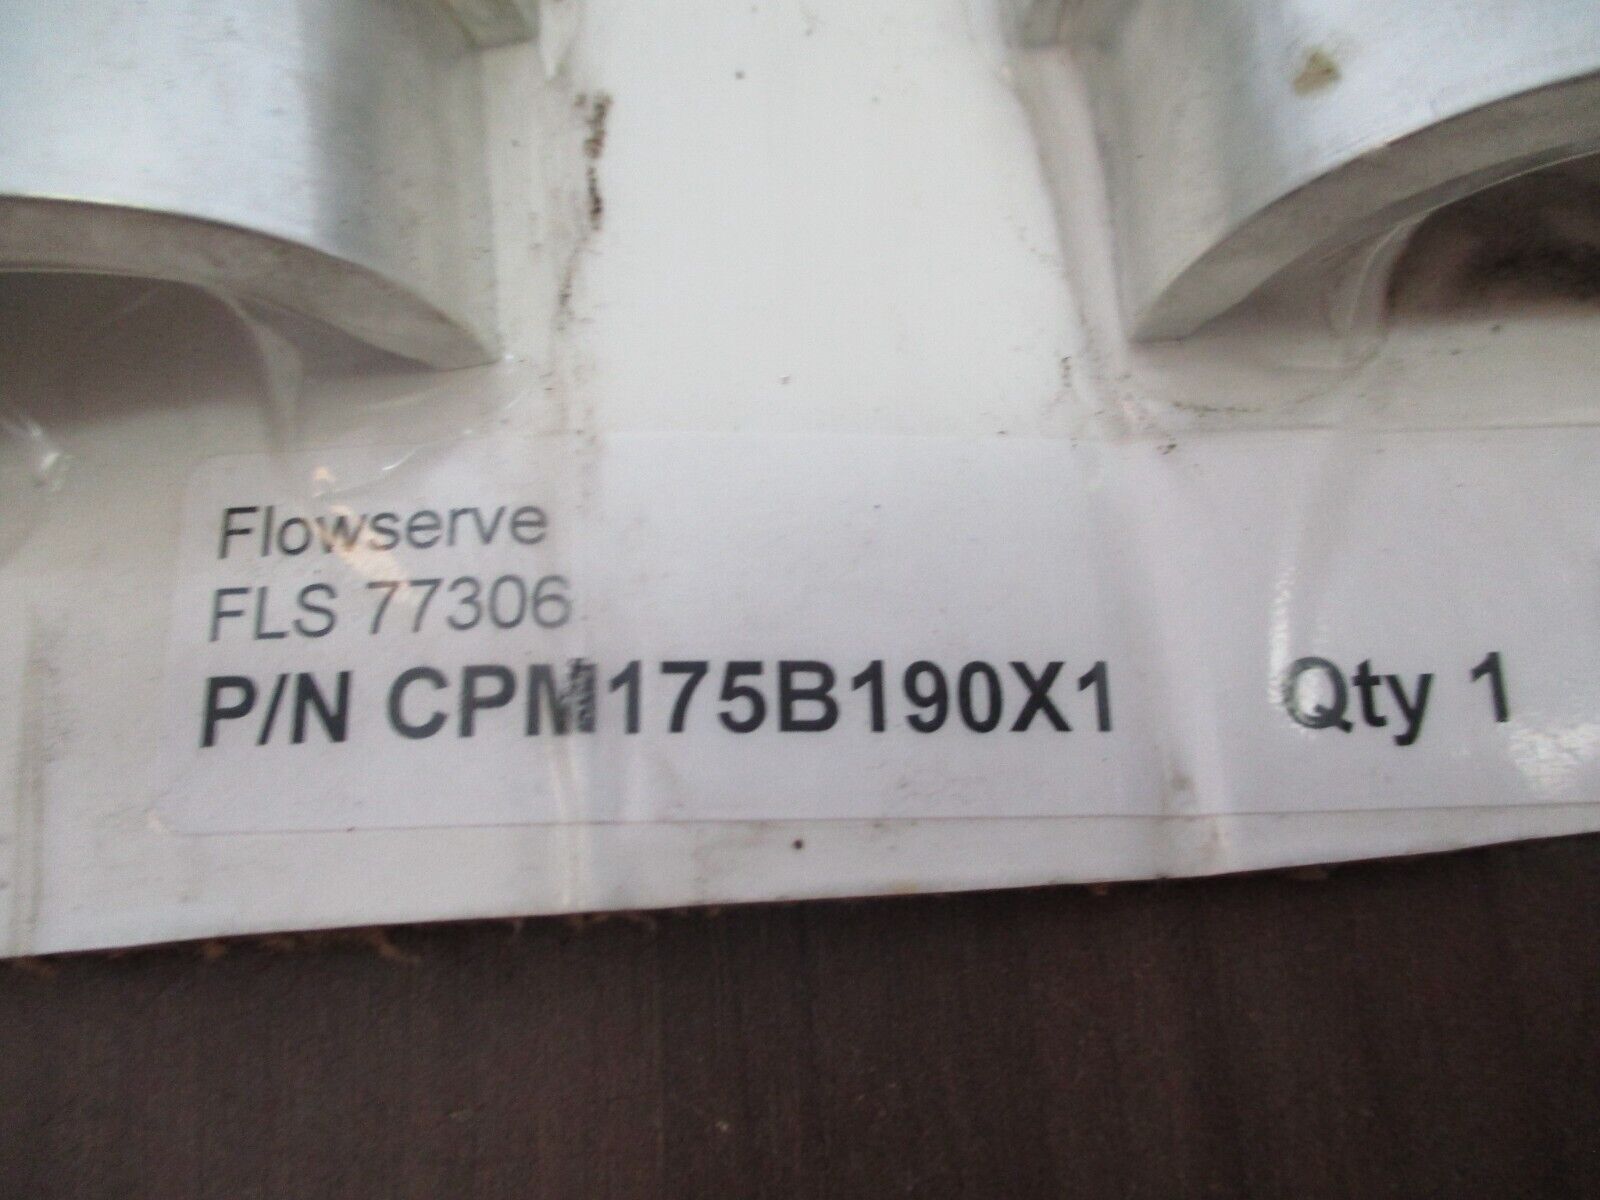 Flowserve
FLS 77306
P/N CPM175B190X1 Qty 1